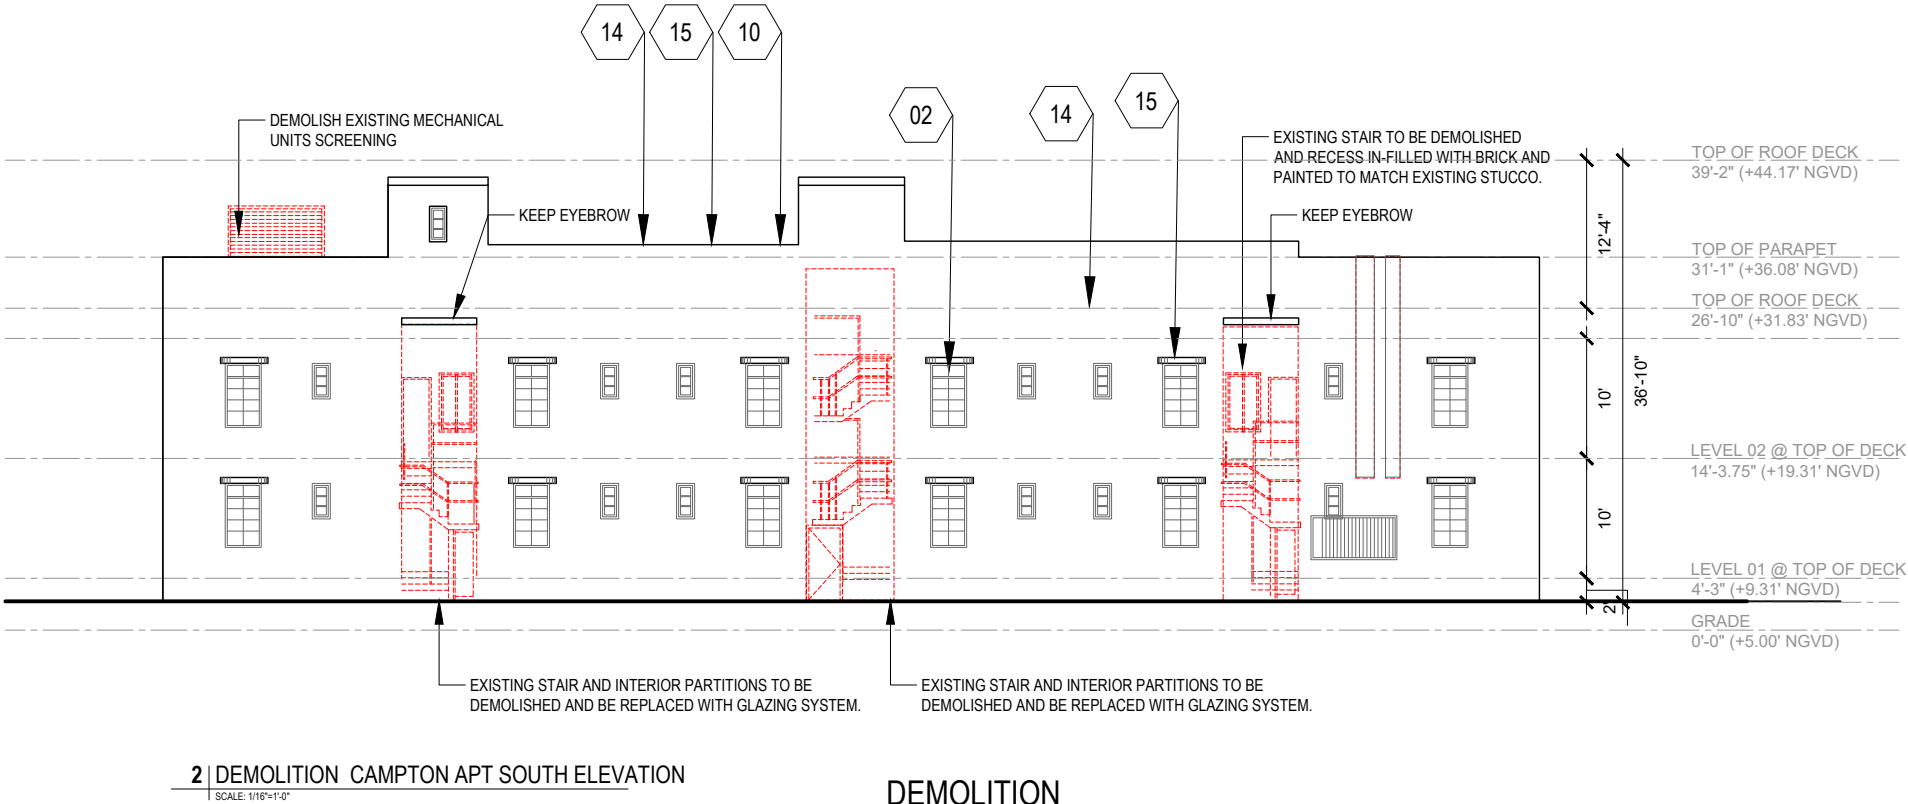 14
15
10
02
14
15
DEMOLISH EXISTING MECHANICAL
UNITS SCREENING
KEEP EYEBROW
EXISTING STAIR TO BE DEMOLISHED
AND RECESS IN-FILLED WITH BRICK AND
PAINTED TO MATCH EXISTING STUCCO.
KEEP EYEBROW
TOP OF ROOF DECK
39'-2" (+44.17' NGVD)
12'-4"
TOP OF PARAPET
31'-1" (+36.08' NGVD)
TOP OF ROOF DECK
26'-10" (+31.83' NGVD)
10'
36'-10"
LEVEL 02 @ TOP OF DECK
14'-3.75" (+19.31' NGVD)
10'
LEVEL 01 @ TOP OF DECK
4'-3" (+9.31' NGVD)
2'
GRADE
0'-0" (+5.00' NGVD)
EXISTING STAIR AND INTERIOR PARTITIONS TO BE
DEMOLISHED AND BE REPLACED WITH GLAZING SYSTEM.
EXISTING STAIR AND INTERIOR PARTITIONS TO BE
DEMOLISHED AND BE REPLACED WITH GLAZING SYSTEM.
2 DEMOLITION CAMPTON APT SOUTH ELEVATION
SCALE: 1/16"=1'-0"
DEMOLITION